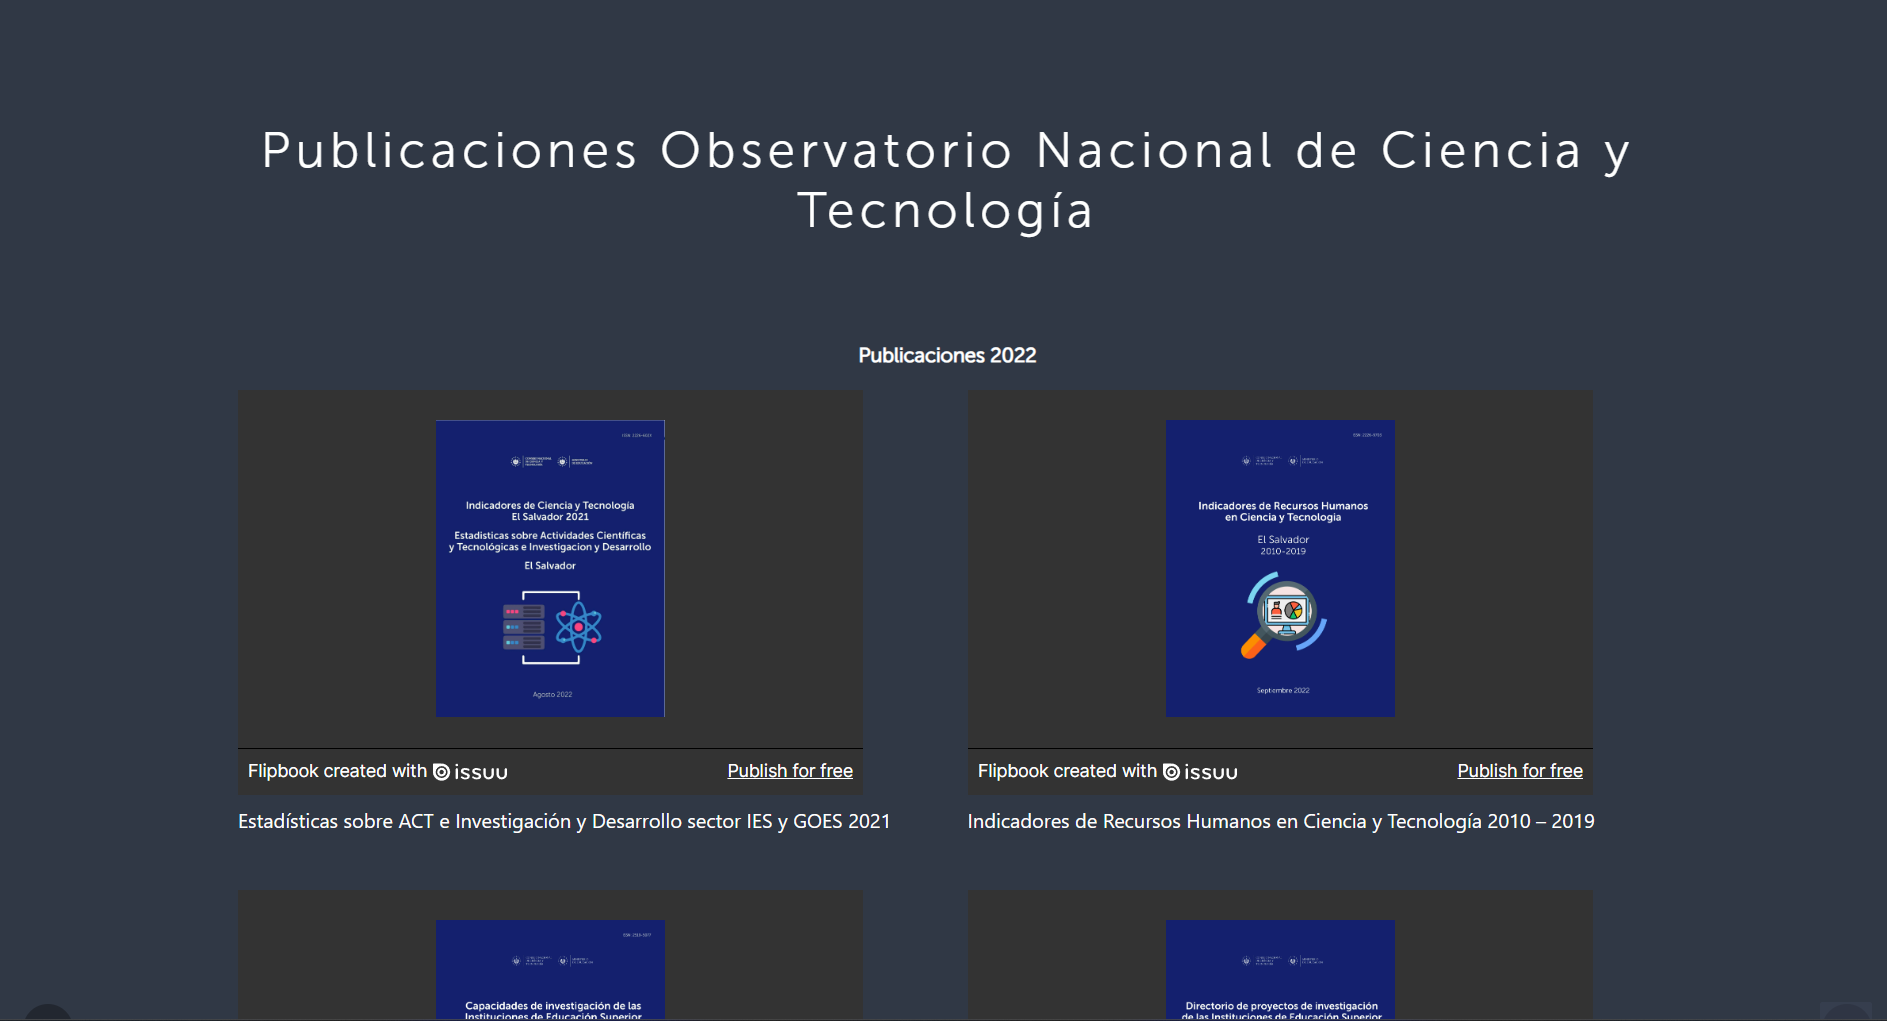 Publicaciones Observatorio Nacional de Ciencia y
Tecnología
Publicaciones 2022
Indicadores de Ciencia y Tecnología
El Salvador 2021
Estadísticas sobre Actividades Científicas
y Tecnológicas e Investigacion y Desarrollo
El Salvador
Agosto 2022
Flipbook created with issuu
Publish for free
Estadísticas sobre ACT e Investigación y Desarrollo sector IES y GOES 2021
Indicadores de Recursos Humanos
en Ciencia y Tecnologia
El Salvador
2010-2019
Septiembre 2022
Flipbook created with issuu
Publish for free
Indicadores de Recursos Humanos en Ciencia y Tecnología 2010 – 2019
Capacidades de investigación de las
Instituciones de Educación Superior
Directorio de proyectos de investigación
de las Instituciones de Educación Superior